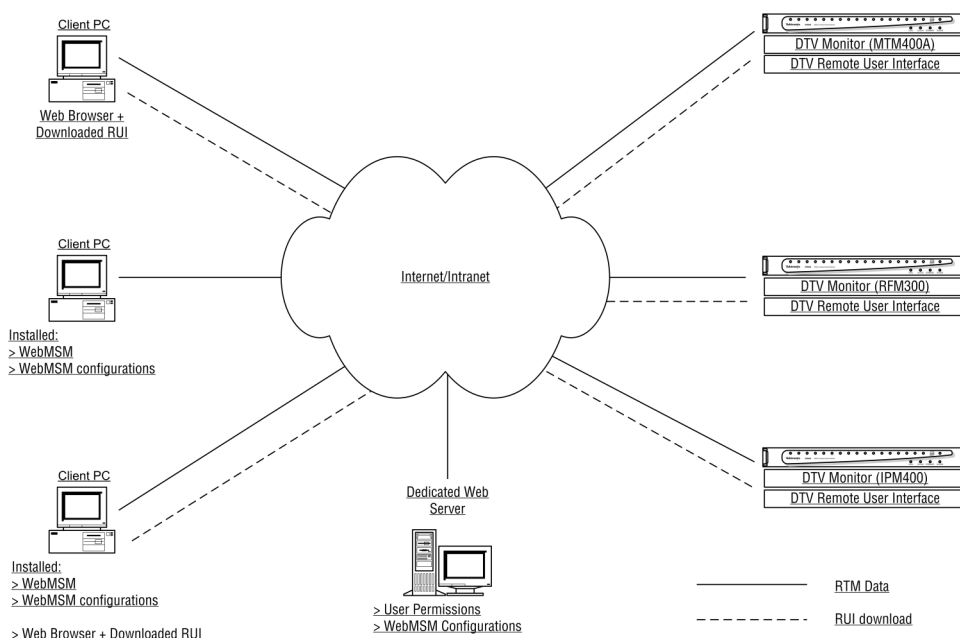 Client PC
Web Browser +
Downloaded RUI
DTV Monitor (MTM400A)
DTV Remote User Interface
Client PC
Installed:
> WebMSM
> WebMSM configurations
Internet/Intranet
DTV Monitor (RFM300)
DTV Remote User Interface
Client PC
Installed:
> WebMSM
> WebMSM configurations
> Web Browser + Downloaded RUI
Dedicated Web
Server
> User Permissions
> WebMSM Configurations
DTV Monitor (IPM400)
DTV Remote User Interface
RTM Data
RUI download